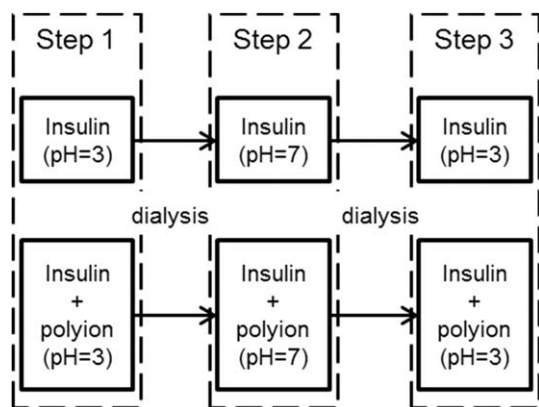 Step 1
Step 2
Step 3
Insulin
(pH=3)
Insulin
(pH=7)
Insulin
(pH=3)
dialysis
dialysis
Insulin
+
polyion
(pH=3)
Insulin
+
polyion
(pH=7)
Insulin
+
polyion
(pH=3)